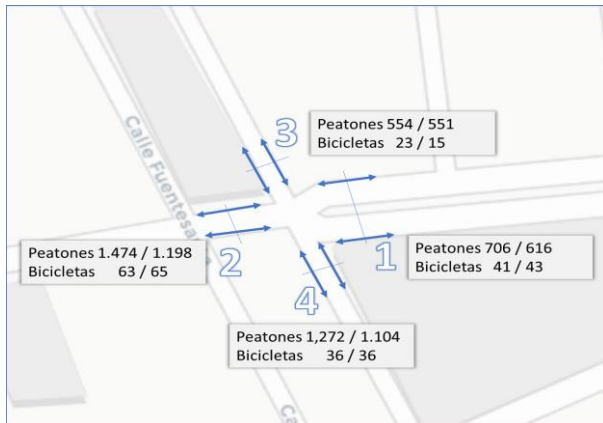 3
Peatones 554 / 551
Bicicletas 23 / 15
Calle Fuentesa
Peatones 1.474 / 1.198
Bicicletas 63 / 65
2
1
Peatones 706 / 616
Bicicletas 41 / 43
4
Peatones 1,272 / 1.104
Bicicletas 36 / 36
Ca